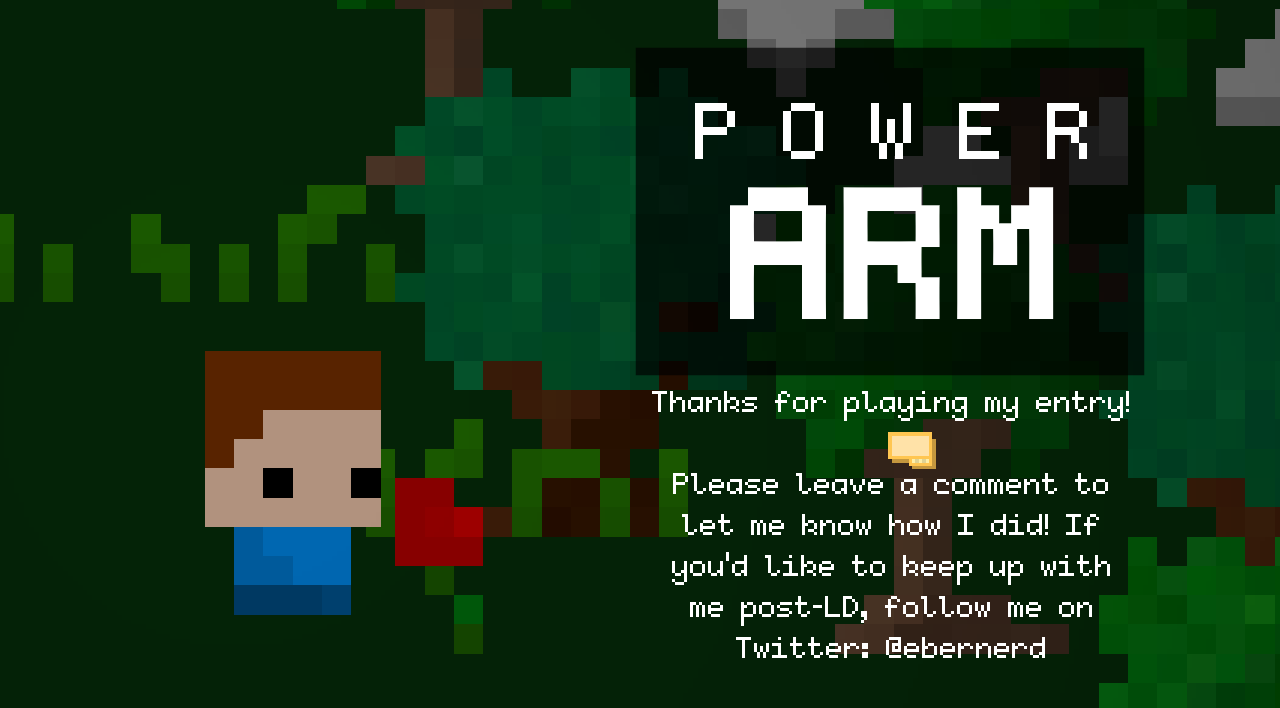 POWER
ARM
Thanks for playing my entry!
Please leave a comment to
let me know how I did! If
you'd like to keep up with
me post-LD, follow me on
Twitter: @ebernerd